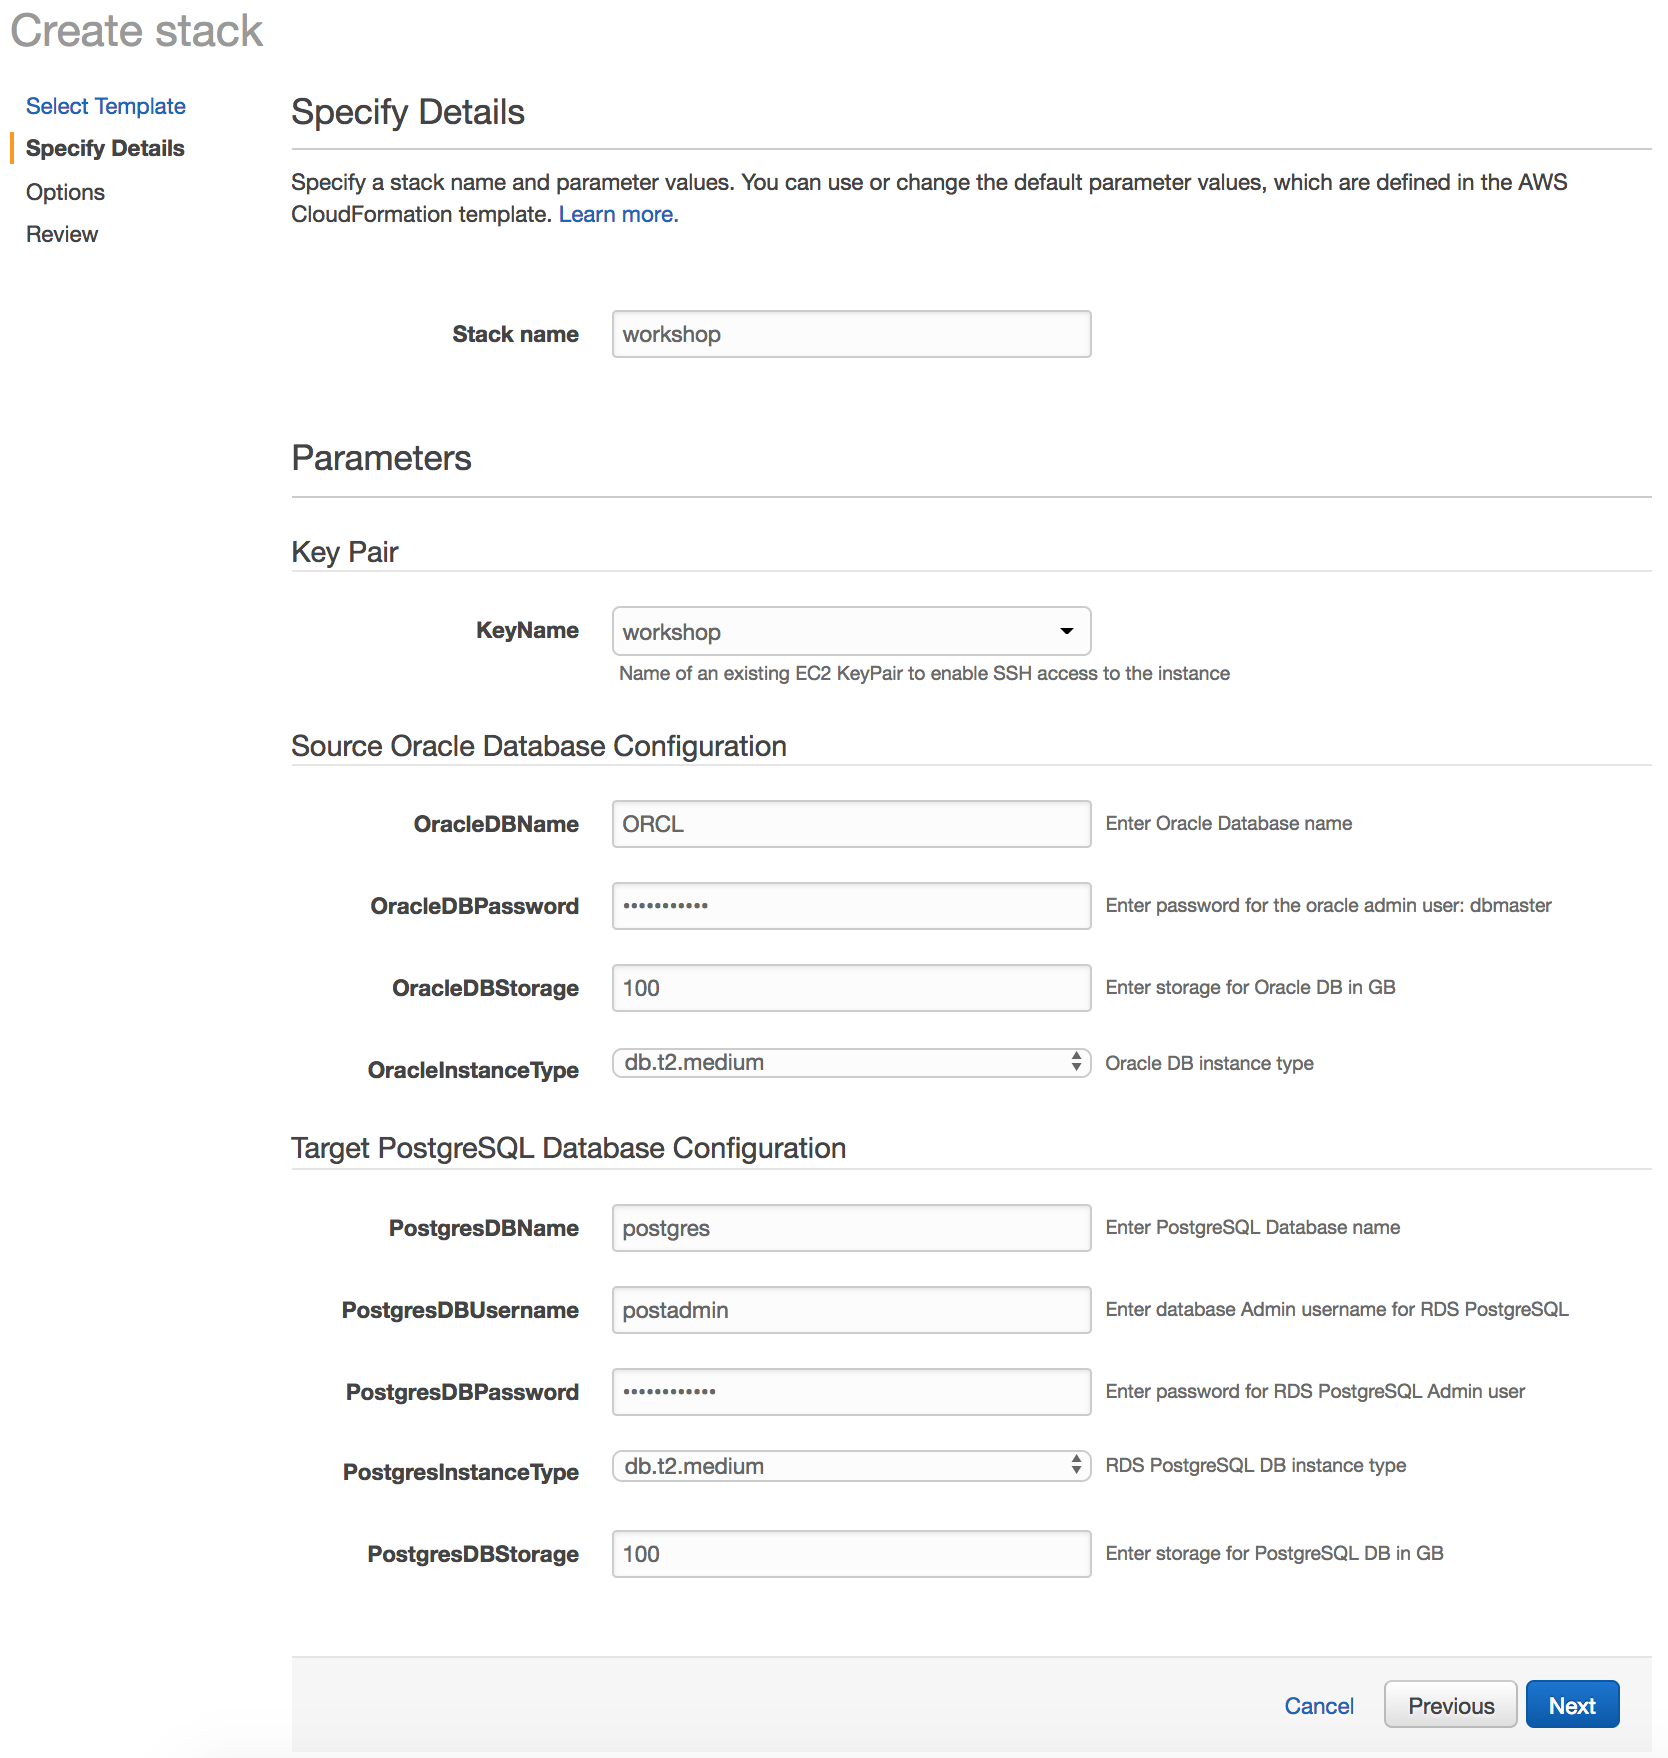 Create stack
Select Template
Specify Details
Options
Review
Specify Details
Specify a stack name and parameter values. You can use or change the default parameter values, which are defined in the AWS
CloudFormation template. Learn more.
Stack name workshop
Parameters
Key Pair
KeyName workshop
Name of an existing EC2 KeyPair to enable SSH access to the instance
Source Oracle Database Configuration
OracleDBName ORCL Enter Oracle Database name
OracleDBPassword ••••••••••• Enter password for the oracle admin user: dbmaster
OracleDBStorage 100 Enter storage for Oracle DB in GB
OracleInstanceType db.t2.medium Oracle DB instance type
Target PostgreSQL Database Configuration
PostgresDBName postgres Enter PostgreSQL Database name
PostgresDBUsername postadmin Enter database Admin username for RDS PostgreSQL
PostgresDBPassword •••••••••••• Enter password for RDS PostgreSQL Admin user
PostgresInstanceType db.t2.medium RDS PostgreSQL DB instance type
PostgresDBStorage 100 Enter storage for PostgreSQL DB in GB
Cancel Previous Next